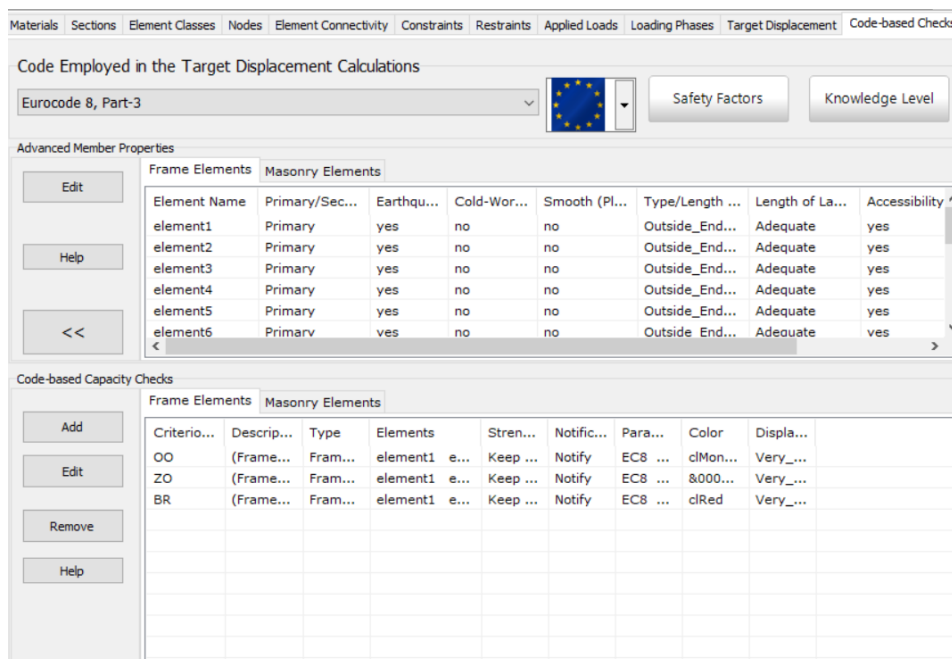 Materials Sections Element Classes Nodes Element Connectivity Constraints Restraints Applied Loads Loading Phases Target Displacement Code-based Checks
Code Employed in the Target Displacement Calculations
Eurocode 8, Part-3
Safety Factors
Knowledge Level
Advanced Member Properties
Edit
Help
<<
Frame Elements Masonry Elements
Element Name Primary/Sec... Earthqu... Cold-Wor... Smooth (Pl... Type/Length ... Length of La... Accessibility
element1 Primary yes no no Outside_End... Adequate yes
element2 Primary yes no no Outside_End... Adequate yes
element3 Primary yes no no Outside_End... Adequate yes
element4 Primary yes no no Outside_End... Adequate yes
element5 Primary yes no no Outside_End... Adequate yes
element6 Primary yes no no Outside_End... Adequate yes
Code-based Capacity Checks
Add
Edit
Remove
Help
Frame Elements Masonry Elements
Criterio... Descrip... Type Elements Stren... Notific... Para... Color Displa...
OO (Frame... Fram... element1 e... Keep ... Notify EC8 ... clMon... Very_...
ZO (Frame... Fram... element1 e... Keep ... Notify EC8 ... &000... Very_...
BR (Frame... Fram... element1 e... Keep ... Notify EC8 ... clRed Very_...